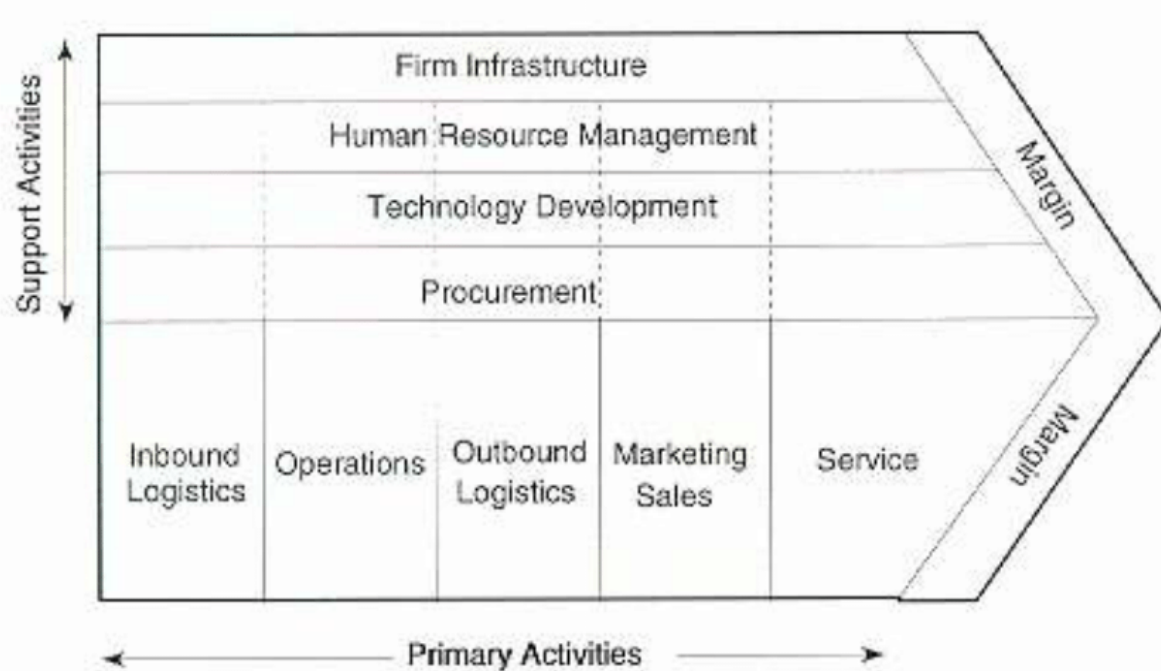 Support Activities
Firm Infrastructure
Human Resource Management
Technology Development
Procurement
Margin
Inbound
Logistics
Operations
Outbound
Logistics
Marketing
Sales
Service
Margin
Primary Activities